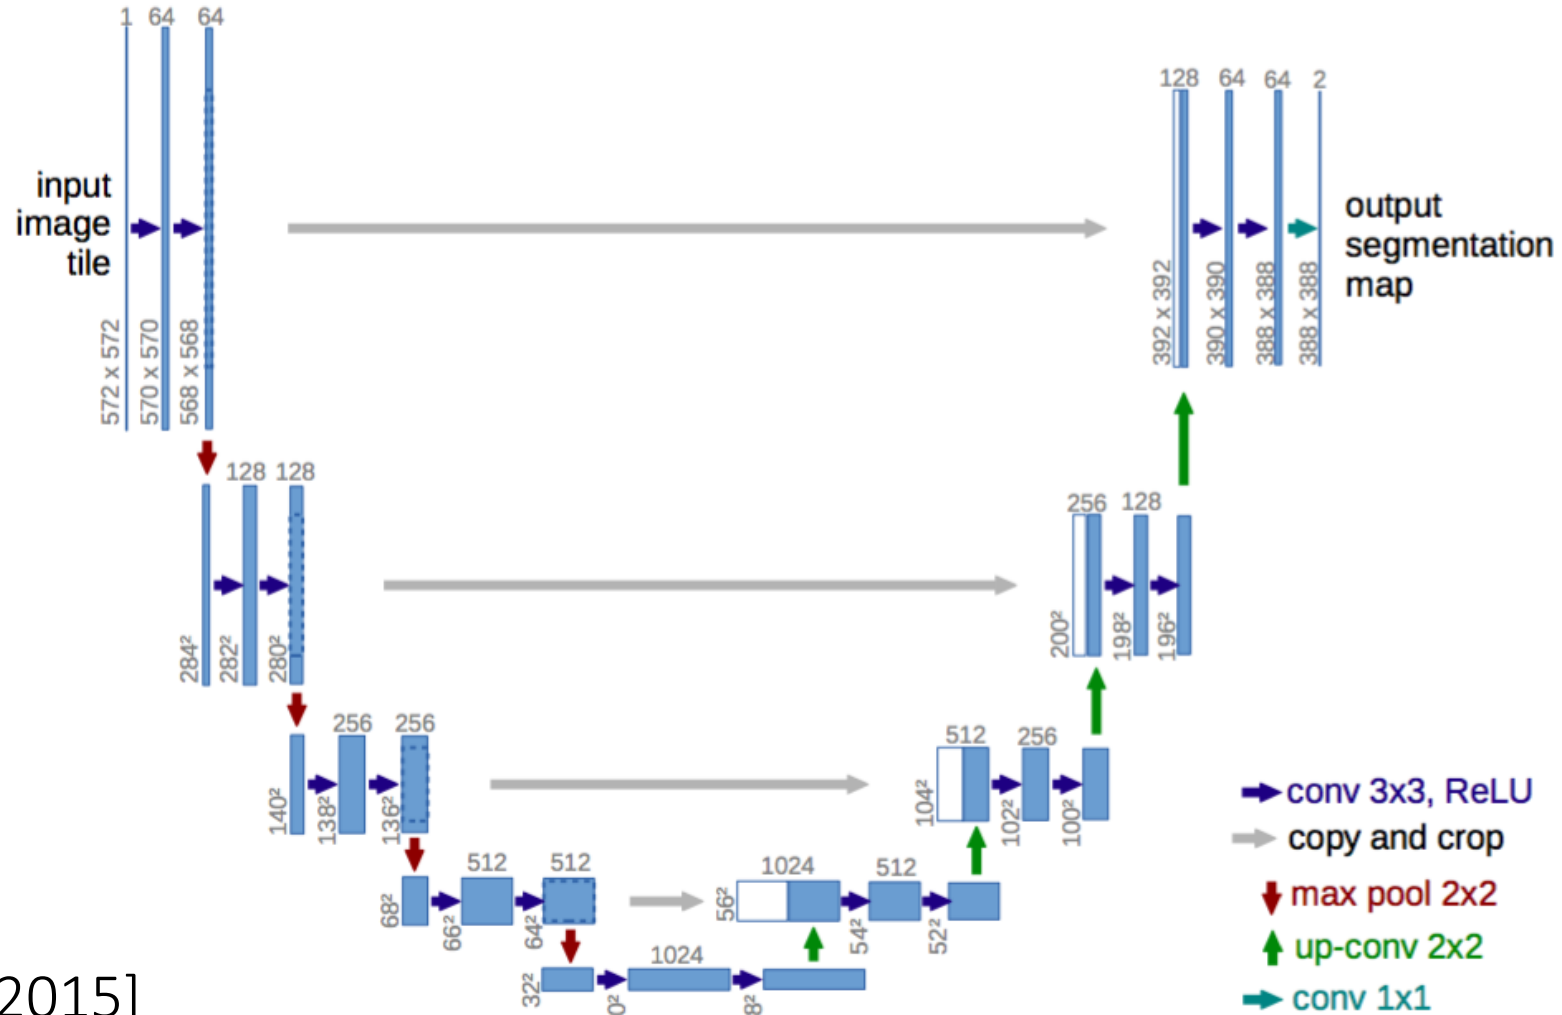 1 64 64
input
image
tile
572 x 572
570 x 570
568 x 568
128 64 64 2
392 x 392
390 x 390
388 x 388
388 x 388
output
segmentation
map
128 128
284²
282²
280²
256 128
200²
198²
196²
256 256
140²
138²
136²
512 256
104²
102²
100²
512 512
68²
66²
64²
1024 512
56²
54²
52²
1024
32²
0²
8²
conv 3x3, ReLU
copy and crop
max pool 2x2
up-conv 2x2
conv 1x1
2015]